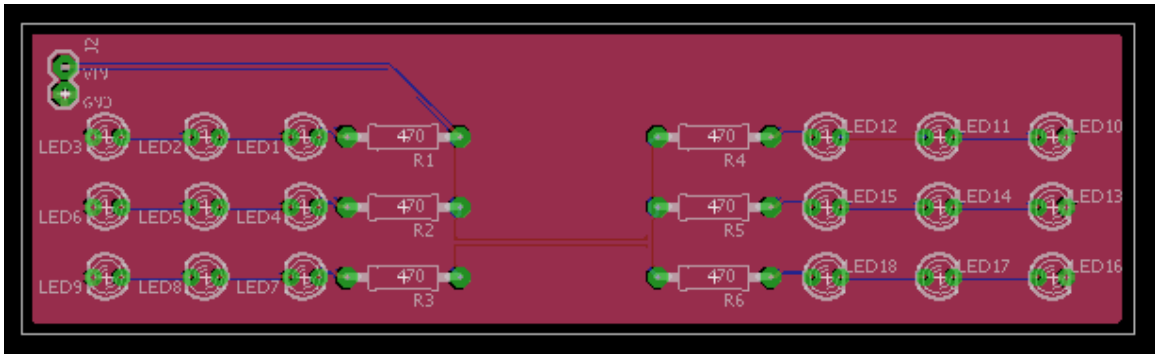 J2
VIN
GND
LED3 LED2 LED1 470 R1
470 R4 LED12 LED11 LED10
LED6 LED5 LED4 470 R2
470 R5 LED15 LED14 LED13
LED9 LED8 LED7 470 R3
470 R6 LED18 LED17 LED16